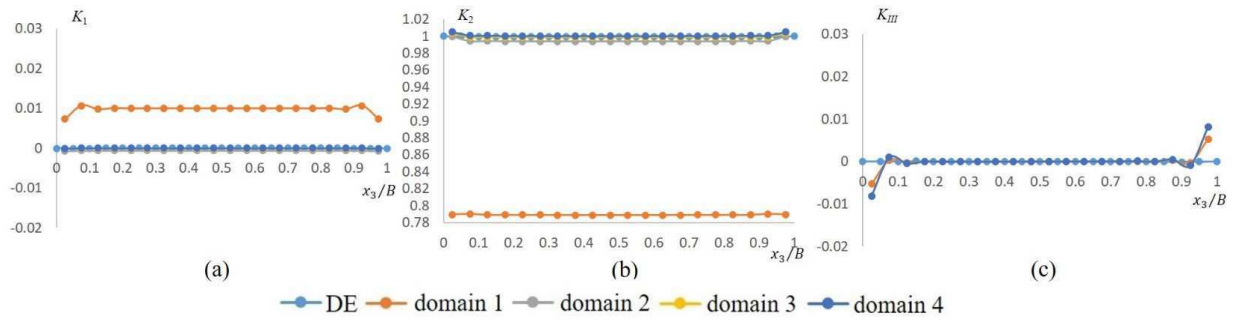 K₁
0.03
0.02
0.01
0
-0.01
-0.02
0 0.1 0.2 0.3 0.4 0.5 0.6 0.7 0.8 0.9 1
x₃/B
(a)
K₂
1.02
1
0.98
0.96
0.94
0.92
0.9
0.88
0.86
0.84
0.82
0.8
0.78
0 0.1 0.2 0.3 0.4 0.5 0.6 0.7 0.8 0.9 1
x₃/B
(b)
K_III
0.03
0.02
0.01
0
-0.01
-0.02
0 0.1 0.2 0.3 0.4 0.5 0.6 0.7 0.8 0.9 1
x₃/B
(c)
DE domain 1 domain 2 domain 3 domain 4